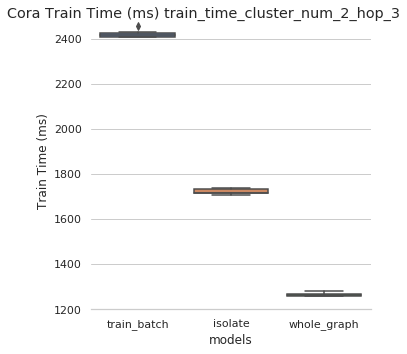 Cora Train Time (ms) train_time_cluster_num_2_hop_3
2400
2200
2000
1800
1600
1400
1200
Train Time (ms)
train_batch isolate whole_graph
models